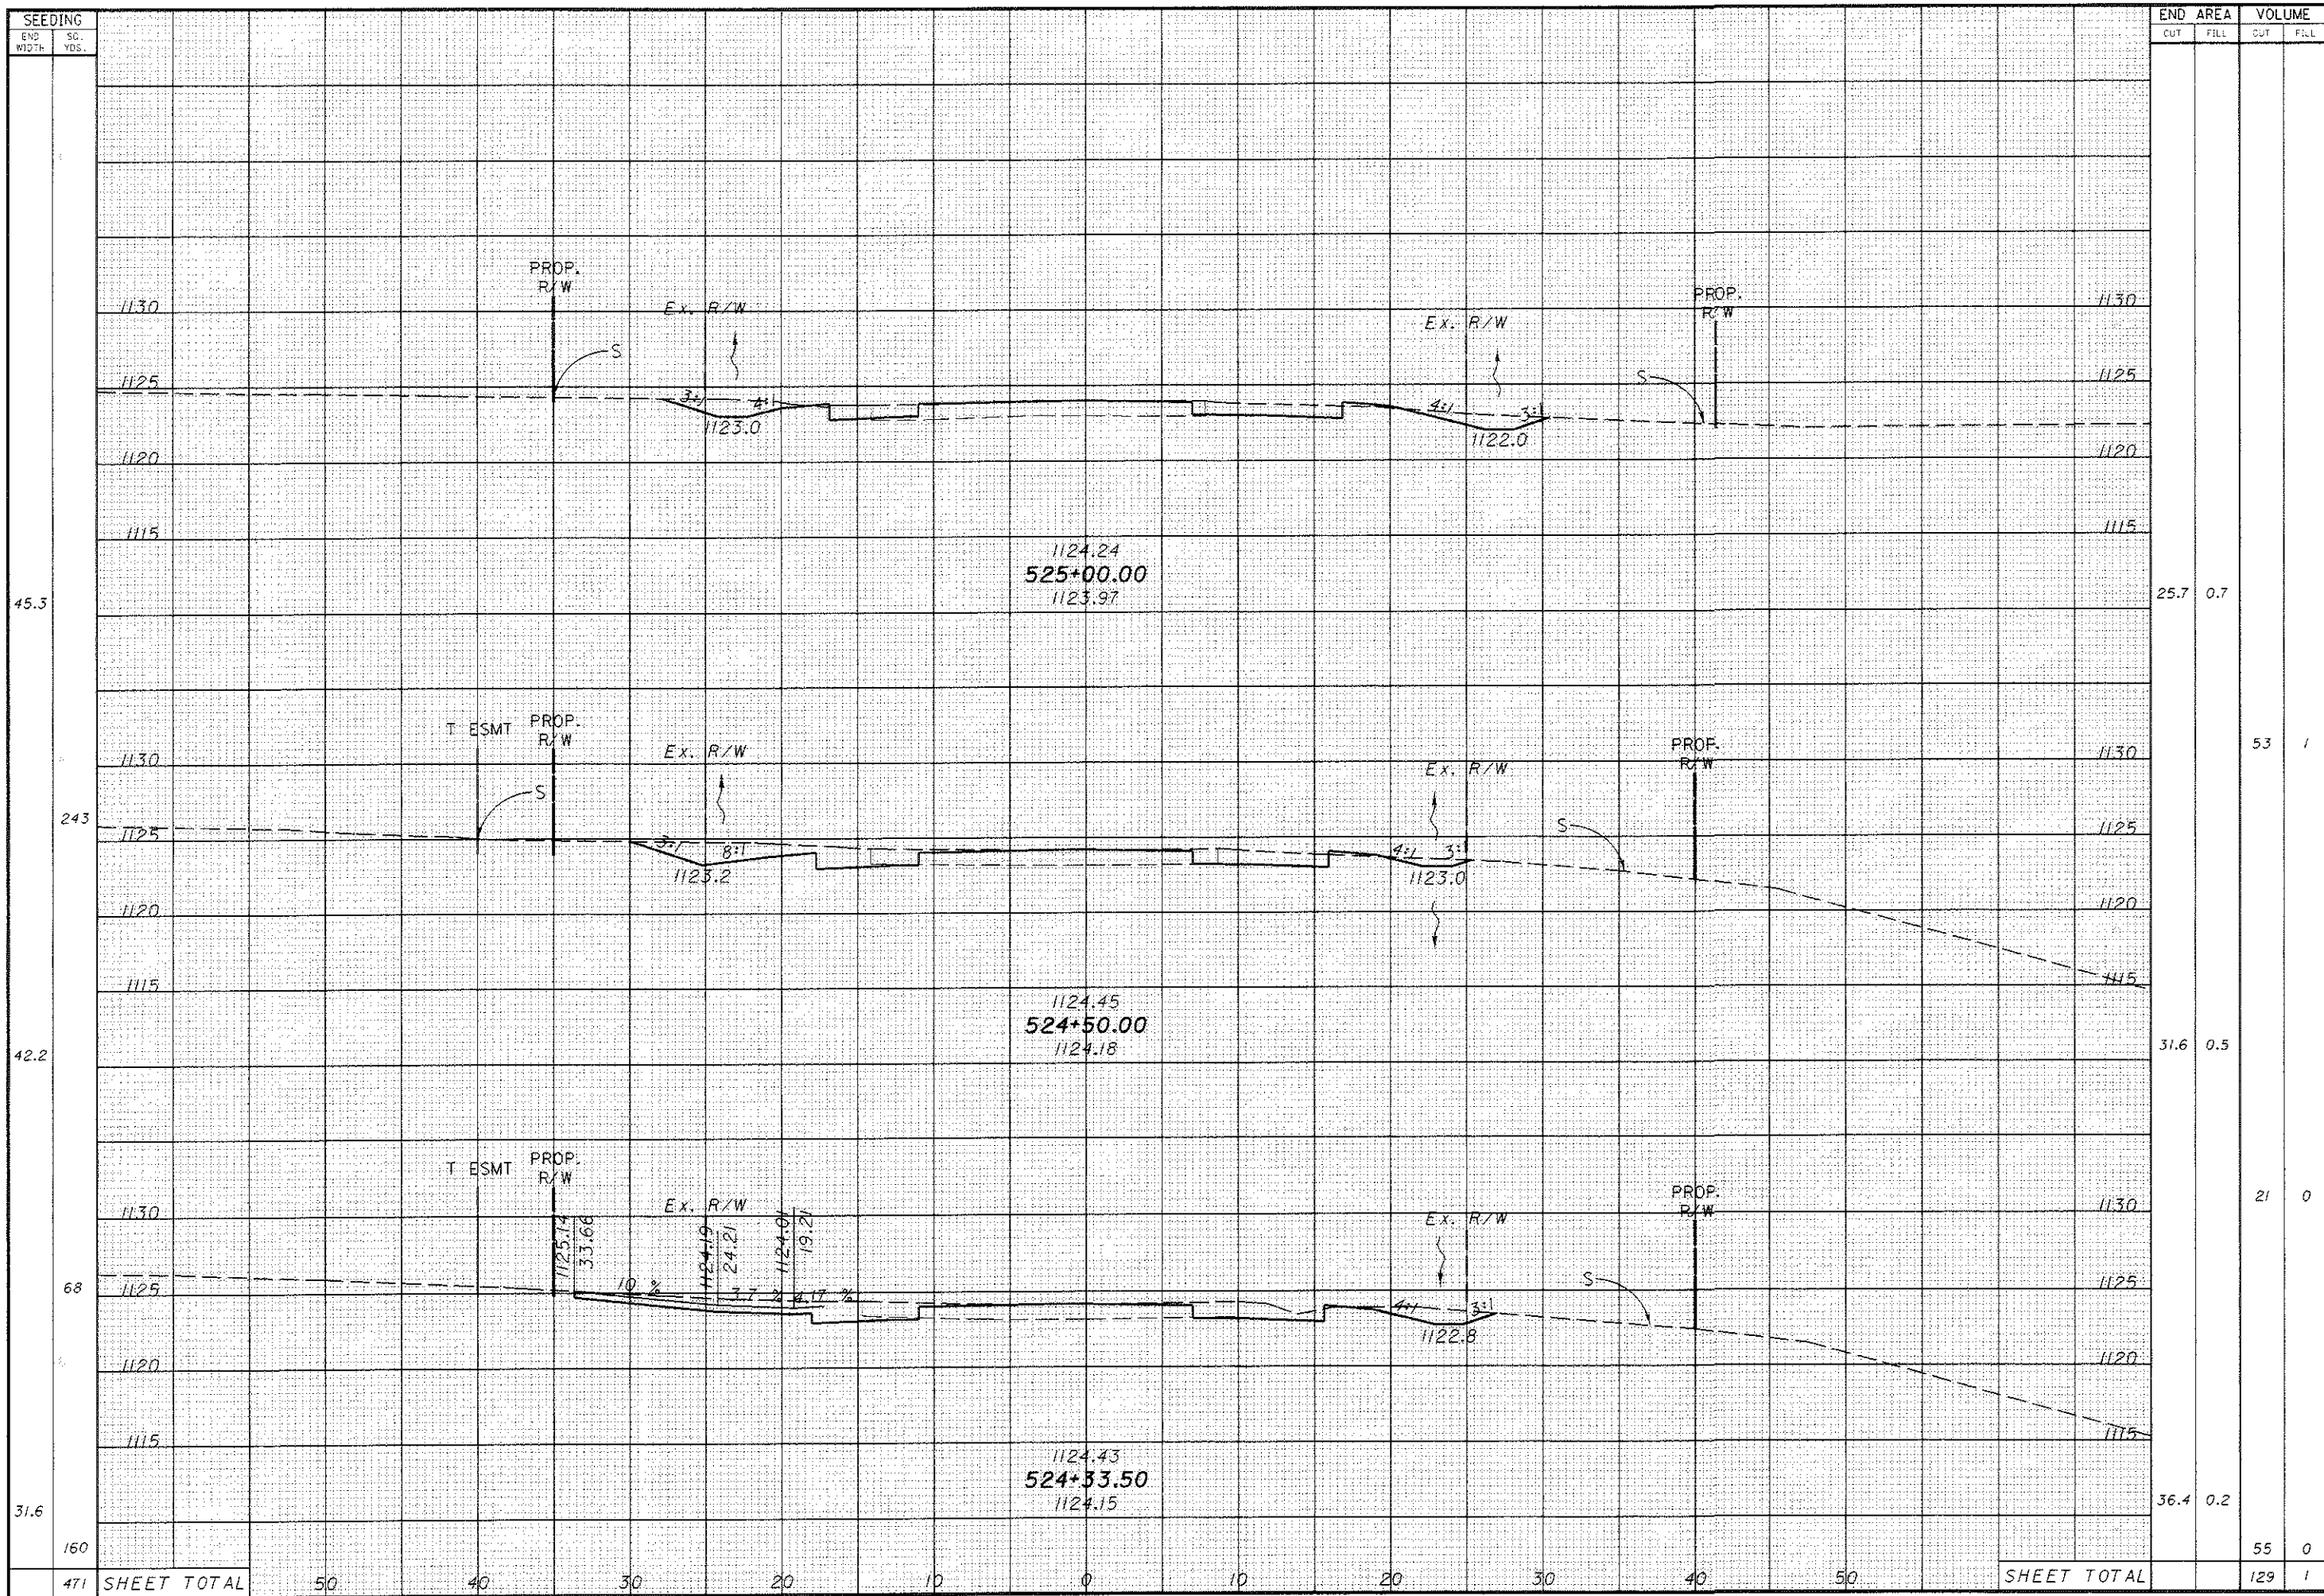 SEEDING
END WIDTH
SQ. YDS.
END AREA
VOLUME
CUT
FILL
CUT
FILL
PROP.
R/W
Ex. R/W
S
1130
1125
1120
1115
3:1
4:1
1123.0
Ex. R/W
PROP.
R/W
S
4:1
3:1
1122.0
1130
1125
1120
1115
1124.24
525+00.00
1123.97
45.3
25.7
0.7
T ESMT
PROP.
R/W
Ex. R/W
S
1130
1125
1120
1115
3:1
8:1
1123.2
Ex. R/W
PROP.
R/W
S
4:1
3:1
1123.0
1130
1125
1120
1115
53
1
243
1124.45
524+50.00
1124.18
42.2
31.6
0.5
T ESMT
PROP.
R/W
Ex. R/W
1125.14
33.66
1124.19
24.21
1124.01
19.21
10 %
3.7 %
4.17 %
1130
1125
1120
1115
Ex. R/W
PROP.
R/W
S
4:1
3:1
1122.8
1130
1125
1120
1115
21
0
68
1124.43
524+33.50
1124.15
31.6
36.4
0.2
160
55
0
471
SHEET TOTAL
50
40
30
20
10
0
10
20
30
40
50
SHEET TOTAL
129
1